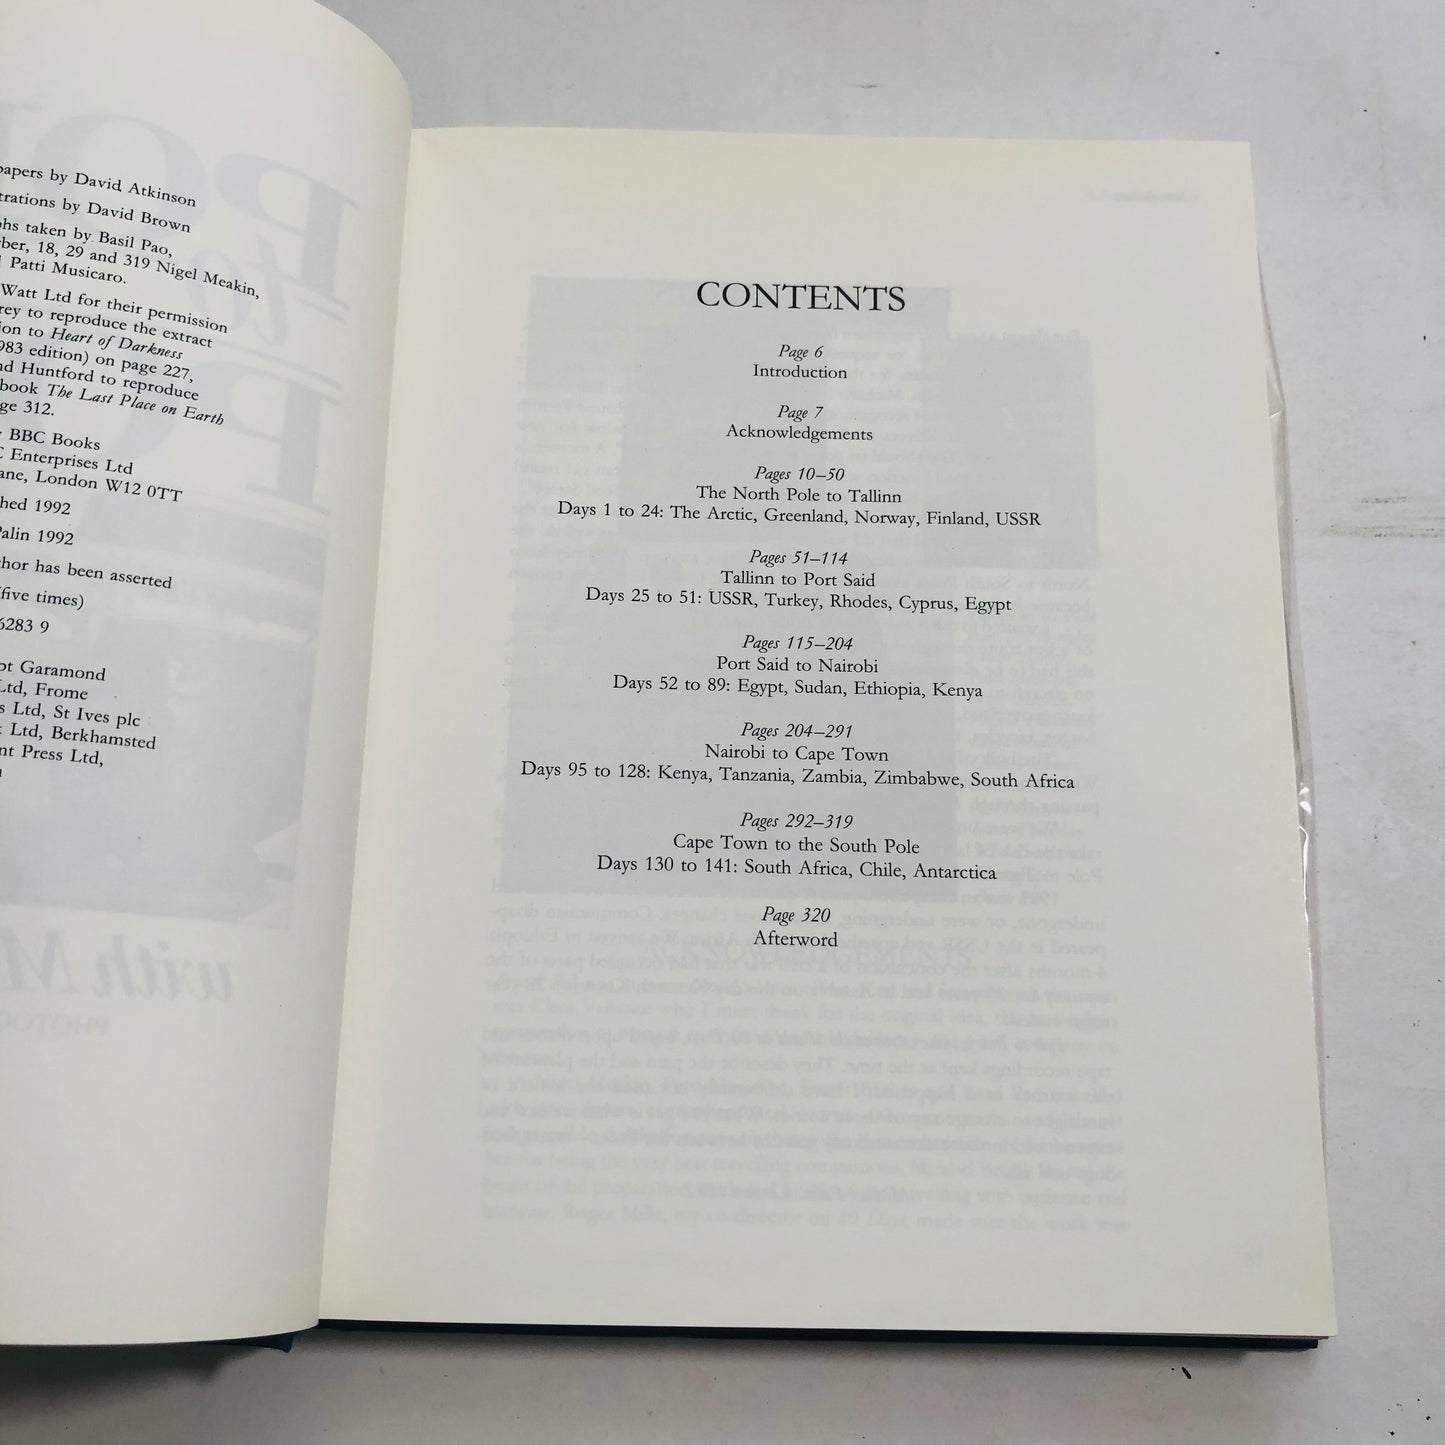 papers by David Atkinson
trations by David Brown
hs taken by Basil Pao,
ber, 18, 29 and 319 Nigel Meakin,
Patti Musicaro.
Watt Ltd for their permission
rey to reproduce the extract
ion to Heart of Darkness
983 edition) on page 227,
nd Huntford to reproduce
book The Last Place on Earth
ge 312.
BBC Books
C Enterprises Ltd
ane, London W12 0TT
hed 1992
Palin 1992
hor has been asserted
five times)
6283 9
pt Garamond
Ltd, Frome
s Ltd, St Ives plc
Ltd, Berkhamsted
nt Press Ltd,
CONTENTS
Page 6
Introduction
Page 7
Acknowledgements
Pages 10–50
The North Pole to Tallinn
Days 1 to 24: The Arctic, Greenland, Norway, Finland, USSR
Pages 51–114
Tallinn to Port Said
Days 25 to 51: USSR, Turkey, Rhodes, Cyprus, Egypt
Pages 115–204
Port Said to Nairobi
Days 52 to 89: Egypt, Sudan, Ethiopia, Kenya
Pages 204–291
Nairobi to Cape Town
Days 95 to 128: Kenya, Tanzania, Zambia, Zimbabwe, South Africa
Pages 292–319
Cape Town to the South Pole
Days 130 to 141: South Africa, Chile, Antarctica
Page 320
Afterword